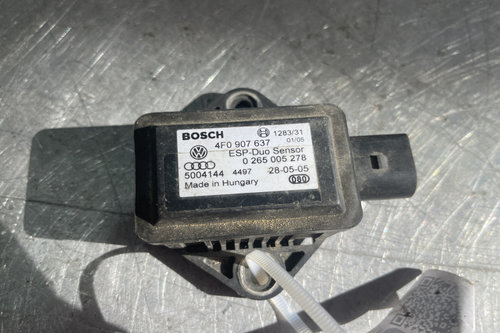 BOSCH 1283/31
4F0 907 637 01/05
ESP-Duo Sensor
0 265 005 278
5004144 4497 28-05-05
Made in Hungary 080